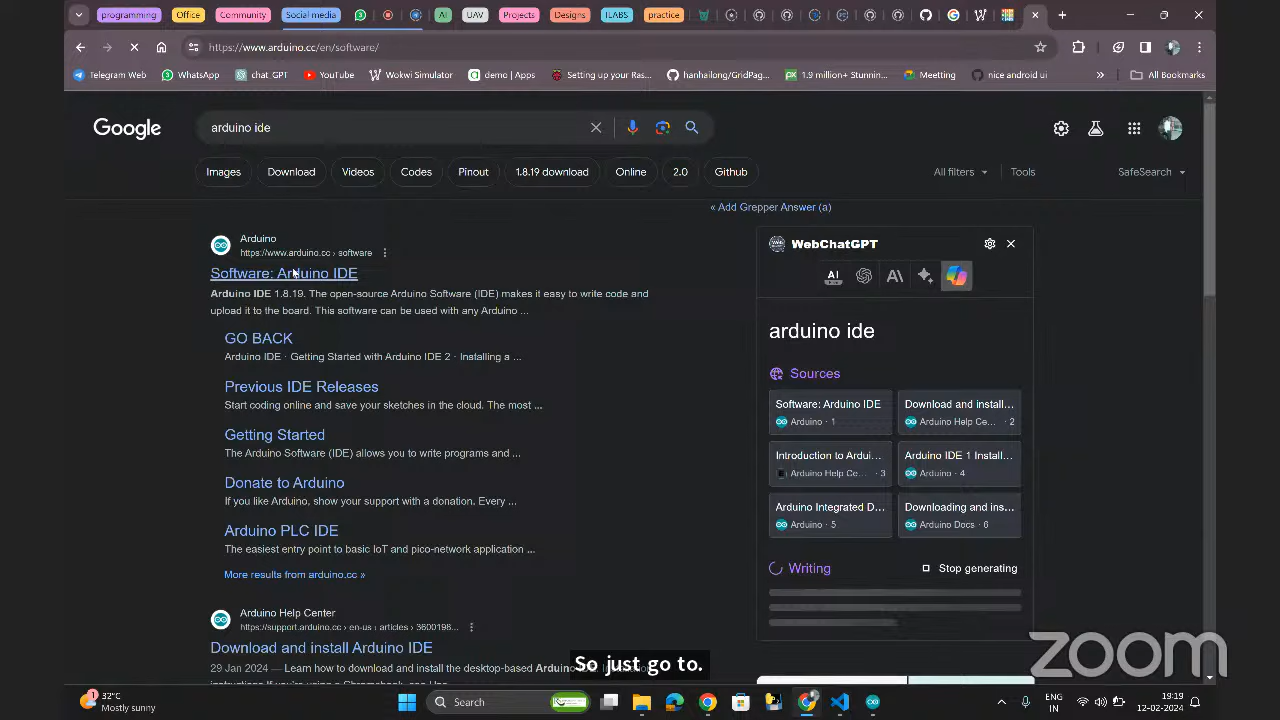 programming
Office
Community
Social media
AI
UAV
Projects
Designs
ILABS
practice
https://www.arduino.cc/en/software/
Telegram Web
WhatsApp
chat_GPT
YouTube
Wokwi Simulator
demo | Apps
Setting up your Ras...
hanhailong/GridPag...
1.9 million+ Stunnin...
Meetting
nice android ui
»
All Bookmarks
Google
arduino ide
Images
Download
Videos
Codes
Pinout
1.8.19 download
Online
2.0
Github
All filters
Tools
SafeSearch
« Add Grepper Answer (a)
Arduino
https://www.arduino.cc › software
Software: Arduino IDE
Arduino IDE 1.8.19. The open-source Arduino Software (IDE) makes it easy to write code and
upload it to the board. This software can be used with any Arduino ...
GO BACK
Arduino IDE · Getting Started with Arduino IDE 2 · Installing a ...
Previous IDE Releases
Start coding online and save your sketches in the cloud. The most ...
Getting Started
The Arduino Software (IDE) allows you to write programs and ...
Donate to Arduino
If you like Arduino, show your support with a donation. Every ...
Arduino PLC IDE
The easiest entry point to basic IoT and pico-network application ...
More results from arduino.cc »
Arduino Help Center
https://support.arduino.cc › en-us › articles › 3600198...
Download and install Arduino IDE
29 Jan 2024 — Learn how to download and install the desktop-based Arduino
WebChatGPT
AI
arduino ide
Sources
Software: Arduino IDE
Arduino · 1
Download and install...
Arduino Help Ce... · 2
Introduction to Ardui...
Arduino Help Ce... · 3
Arduino IDE 1 Install...
Arduino · 4
Arduino Integrated D...
Arduino · 5
Downloading and ins...
Arduino Docs · 6
Writing
Stop generating
So just go to.
zoom
1
32°C
Mostly sunny
Search
ENG
IN
19:19
12-02-2024